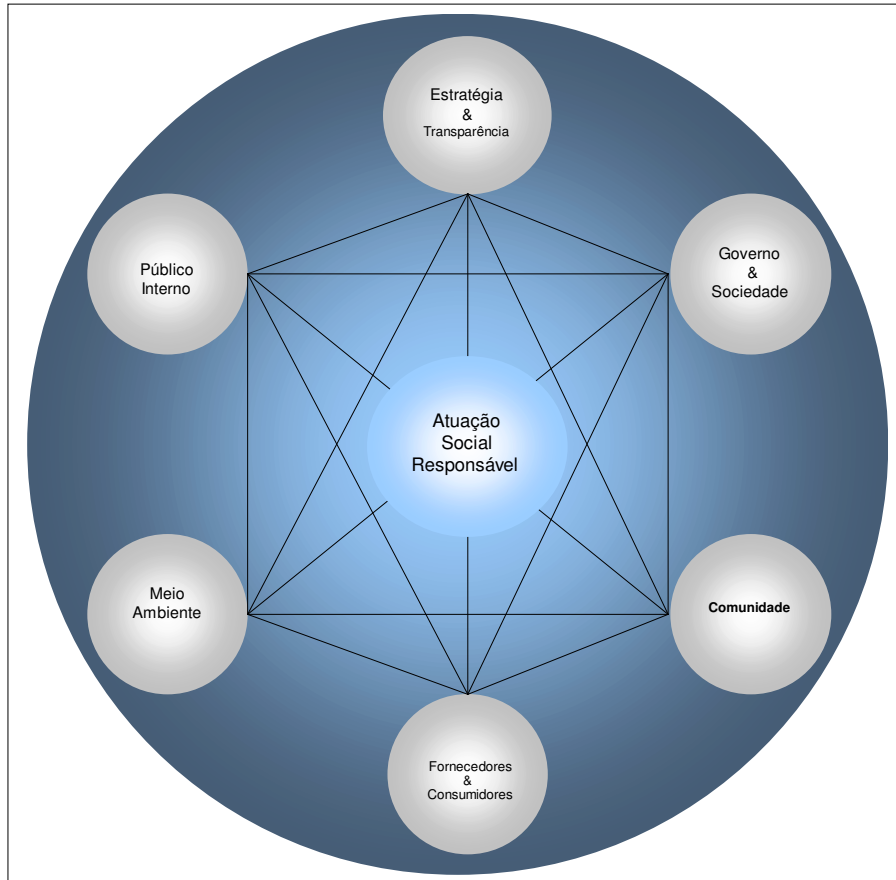 Estratégia
&
Transparência
Público
Interno
Governo
&
Sociedade
Atuação
Social
Responsável
Meio
Ambiente
Comunidade
Fornecedores
&
Consumidores